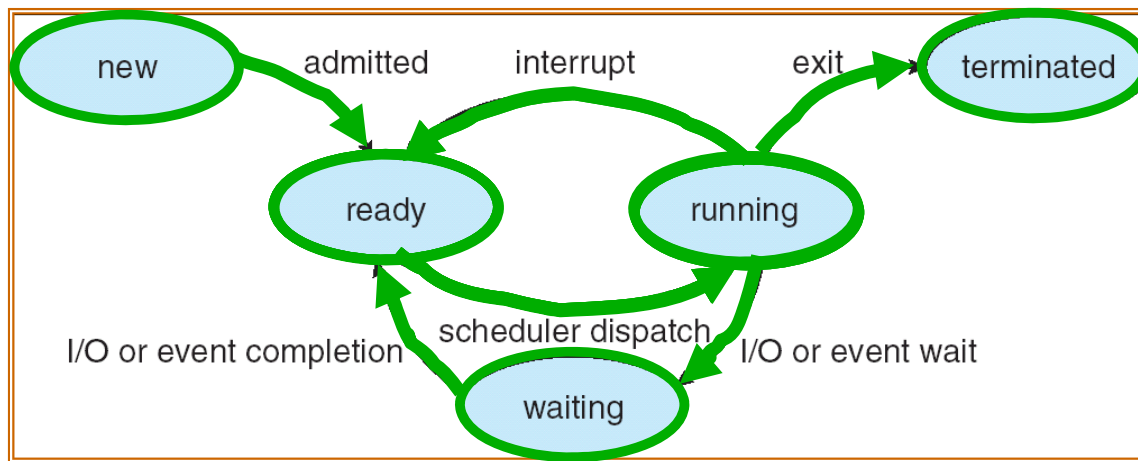 new
admitted
interrupt
exit
terminated
ready
running
scheduler dispatch
I/O or event completion
I/O or event wait
waiting